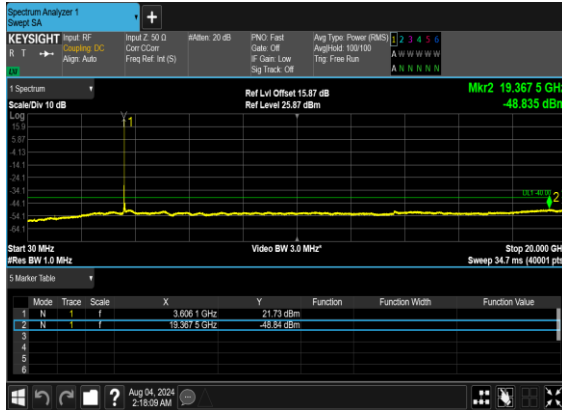 Spectrum Analyzer 1
Swept SA
+
KEYSIGHT
R T
Input: RF
Coupling: DC
Align: Auto
Input Z: 50 Ω
Corr CCorr
Freq Ref: Int (S)
#Atten: 20 dB
PNO: Fast
Gate: Off
IF Gain: Low
Sig Track: Off
Avg Type: Power (RMS)
Avg|Hold: 100/100
Trig: Free Run
1 2 3 4 5 6
A W W W W W
A N N N N N
1 Spectrum
Scale/Div 10 dB
Log
Ref Lvl Offset 15.87 dB
Ref Level 25.87 dBm
Mkr2 19.367 5 GHz
-48.835 dBm
15.9
5.87
-4.13
-14.1
-24.1
-34.1
-44.1
-54.1
-64.1
1
DL1 -40.00
2
Start 30 MHz
#Res BW 1.0 MHz
Video BW 3.0 MHz*
Stop 20.000 GH
Sweep 34.7 ms (40001 pts
5 Marker Table
Mode Trace Scale X Y Function Function Width Function Value
1 N 1 f 3.606 1 GHz 21.73 dBm
2 N 1 f 19.367 5 GHz -48.84 dBm
3
4
5
6
?
Aug 04, 2024
2:18:09 AM